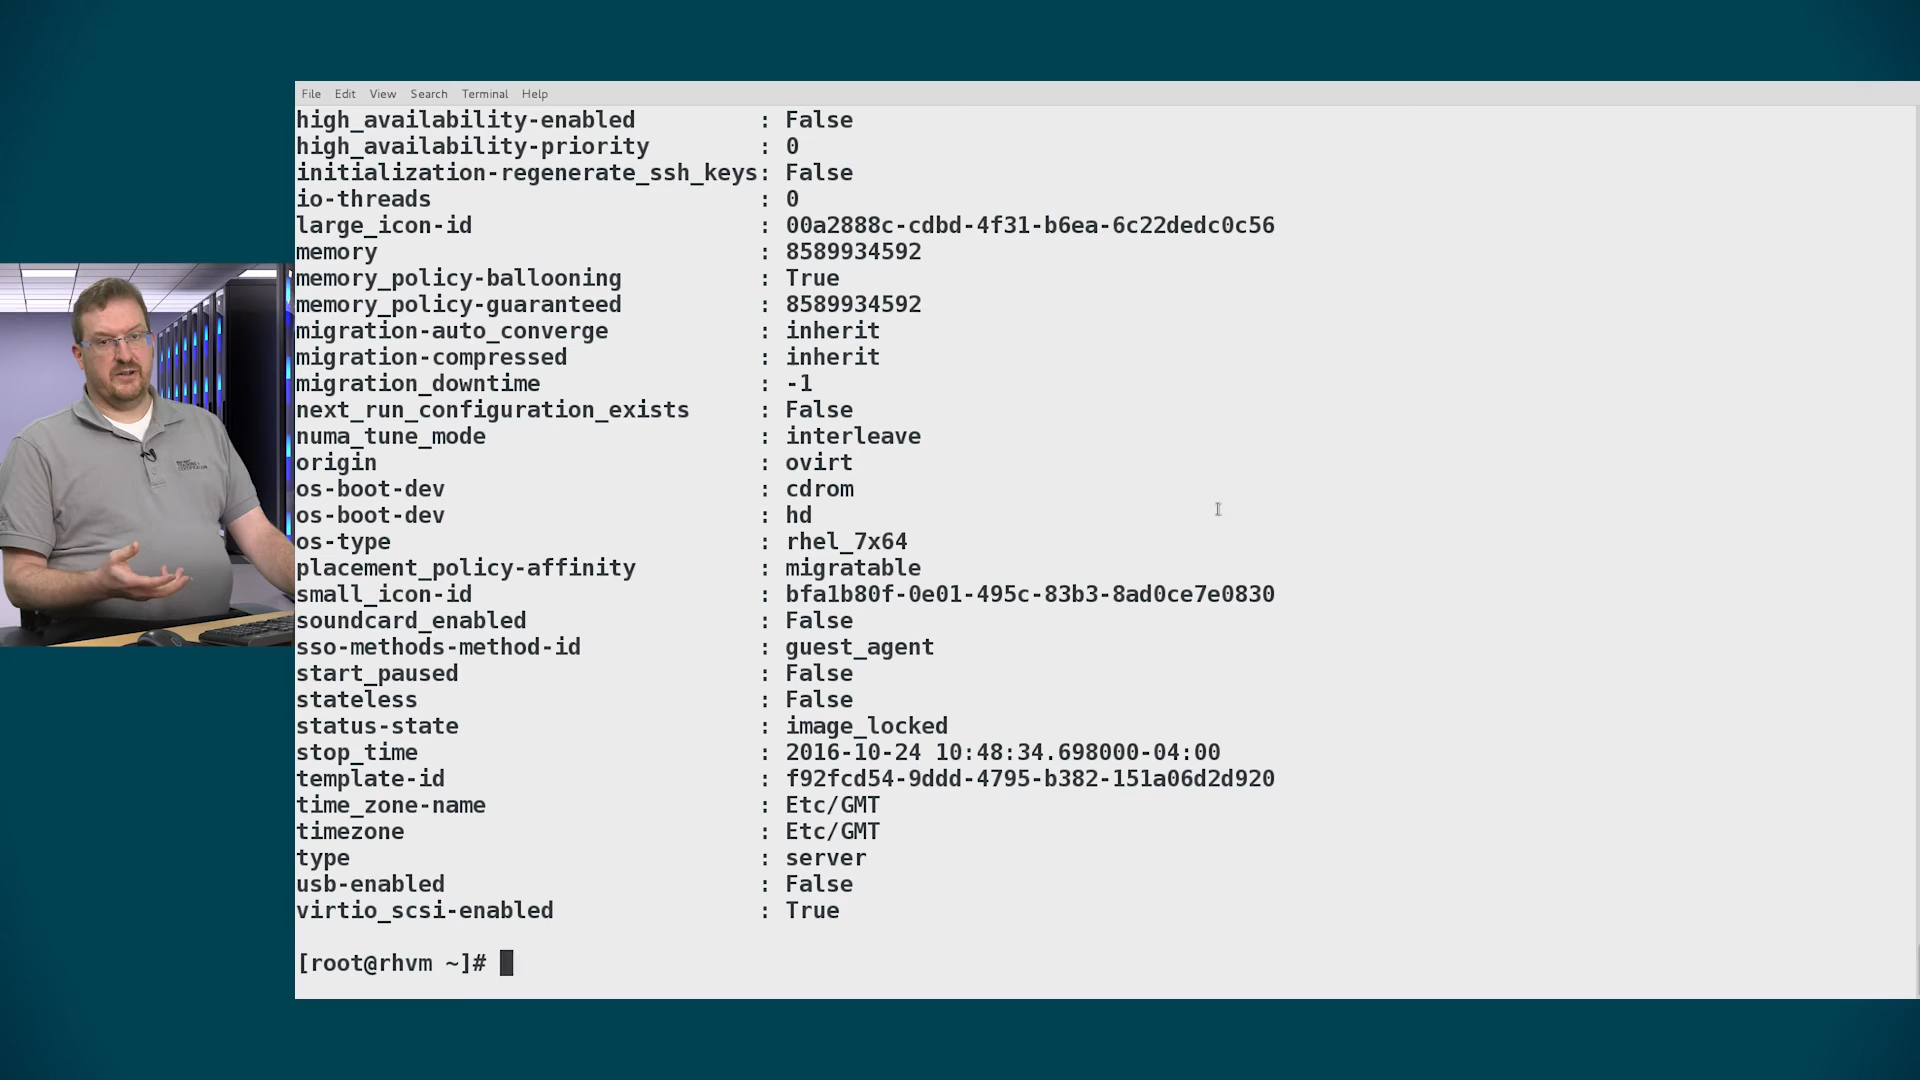 File Edit View Search Terminal Help
high_availability-enabled : False
high_availability-priority : 0
initialization-regenerate_ssh_keys: False
io-threads : 0
large_icon-id : 00a2888c-cdbd-4f31-b6ea-6c22dedc0c56
memory : 8589934592
memory_policy-ballooning : True
memory_policy-guaranteed : 8589934592
migration-auto_converge : inherit
migration-compressed : inherit
migration_downtime : -1
next_run_configuration_exists : False
numa_tune_mode : interleave
origin : ovirt
os-boot-dev : cdrom
os-boot-dev : hd
os-type : rhel_7x64
placement_policy-affinity : migratable
small_icon-id : bfa1b80f-0e01-495c-83b3-8ad0ce7e0830
soundcard_enabled : False
sso-methods-method-id : guest_agent
start_paused : False
stateless : False
status-state : image_locked
stop_time : 2016-10-24 10:48:34.698000-04:00
template-id : f92fcd54-9ddd-4795-b382-151a06d2d920
time_zone-name : Etc/GMT
timezone : Etc/GMT
type : server
usb-enabled : False
virtio_scsi-enabled : True
[root@rhvm ~]#